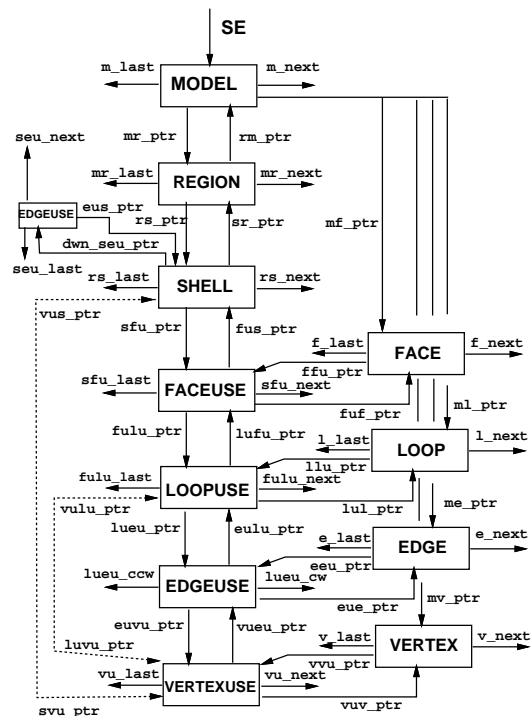 SE
m_last
m_next
MODEL
mr_ptr
rm_ptr
seu_next
mr_last
mr_next
REGION
eus_ptr
EDGEUSE
rs_ptr
sr_ptr
mf_ptr
dwn_seu_ptr
seu_last
rs_last
rs_next
SHELL
vus_ptr
sfu_ptr
fus_ptr
f_last
f_next
FACE
ffu_ptr
sfu_last
sfu_next
FACEUSE
fuf_ptr
ml_ptr
fulu_ptr
lufu_ptr
l_last
l_next
LOOP
llu_ptr
fulu_last
fulu_next
LOOPUSE
vulu_ptr
lul_ptr
me_ptr
lueu_ptr
eulu_ptr
e_last
e_next
EDGE
eeu_ptr
lueu_ccw
lueu_cw
EDGEUSE
eue_ptr
mv_ptr
euvu_ptr
vueu_ptr
v_last
v_next
VERTEX
luvu_ptr
vvu_ptr
vu_last
vu_next
VERTEXUSE
svu_ptr
vuv_ptr